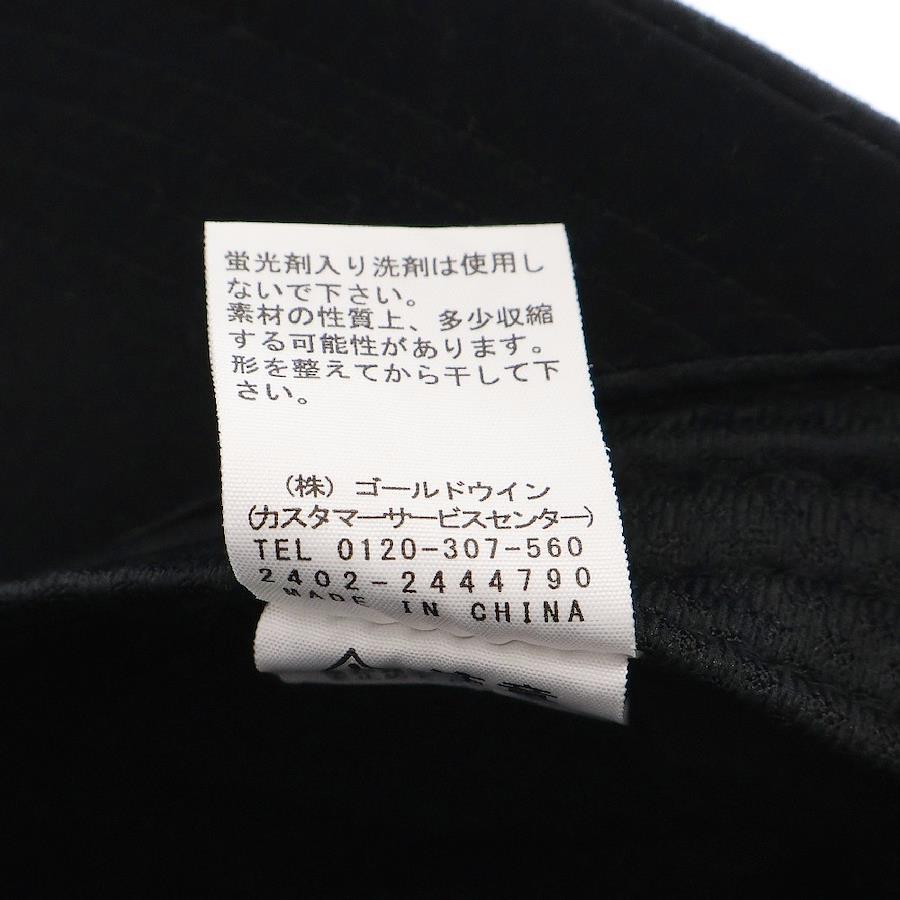 蛍光剤入り洗剤は使用し
ないで下さい。
素材の性質上、多少収縮
する可能性があります。
形を整えてから干して下
さい。
(株) ゴールドウイン
(カスタマーサービスセンター)
TEL 0120-307-560
2402-2444790
MADE IN CHINA